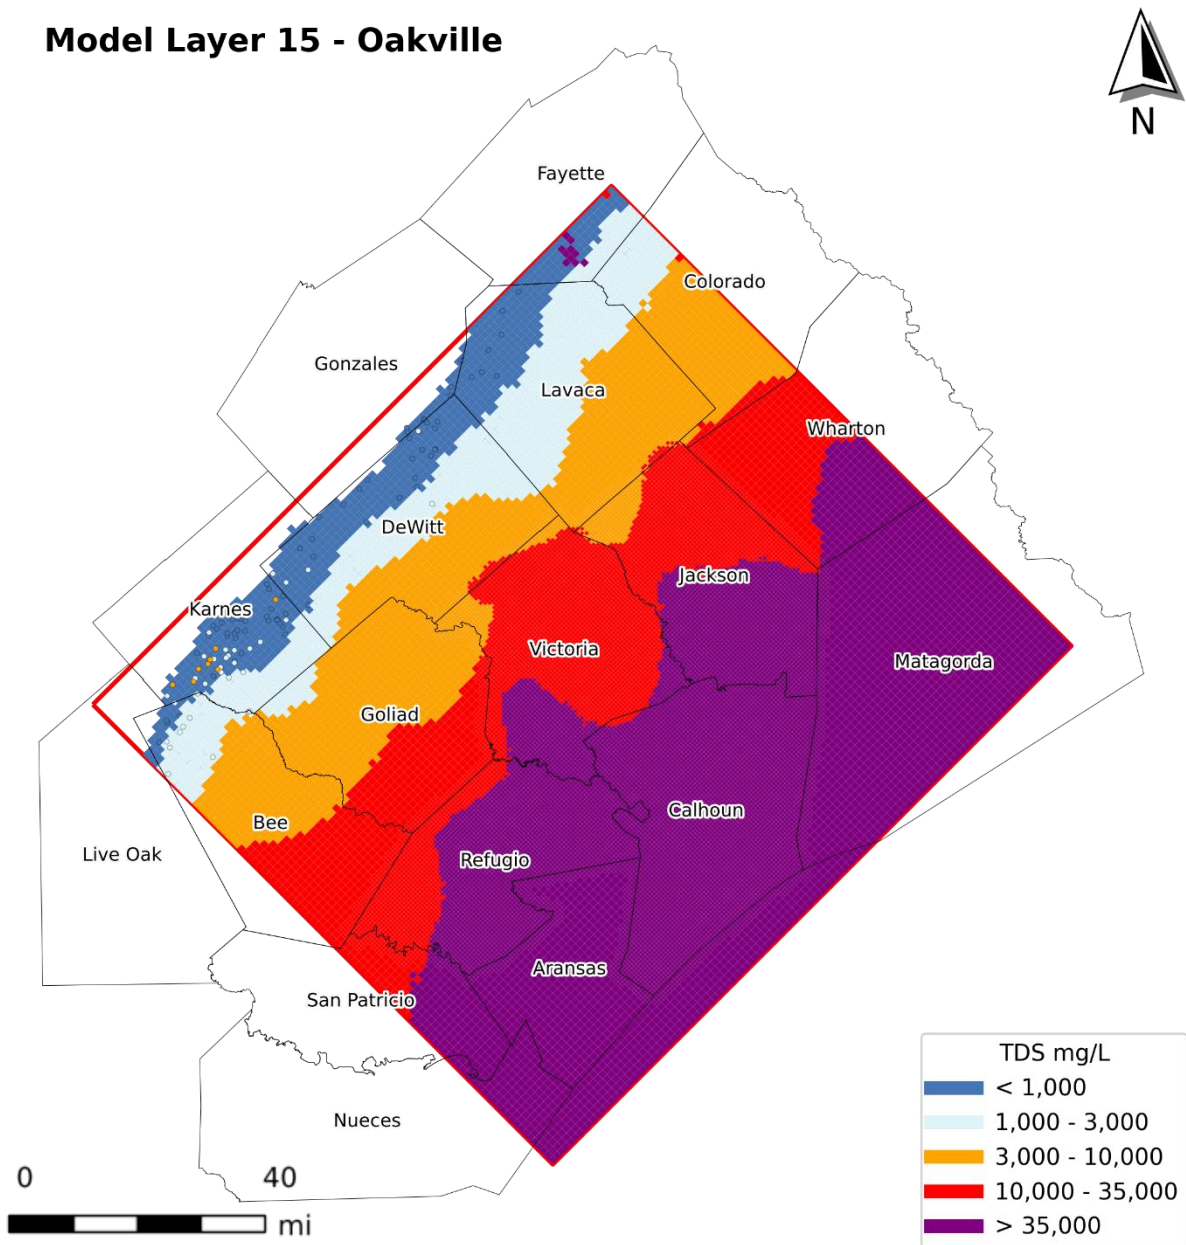 Model Layer 15 - Oakville
N
Fayette
Colorado
Gonzales
Lavaca
Wharton
DeWitt
Jackson
Karnes
Victoria
Matagorda
Goliad
Calhoun
Bee
Live Oak
Refugio
Aransas
San Patricio
Nueces
0 40
mi
TDS mg/L
< 1,000
1,000 - 3,000
3,000 - 10,000
10,000 - 35,000
> 35,000